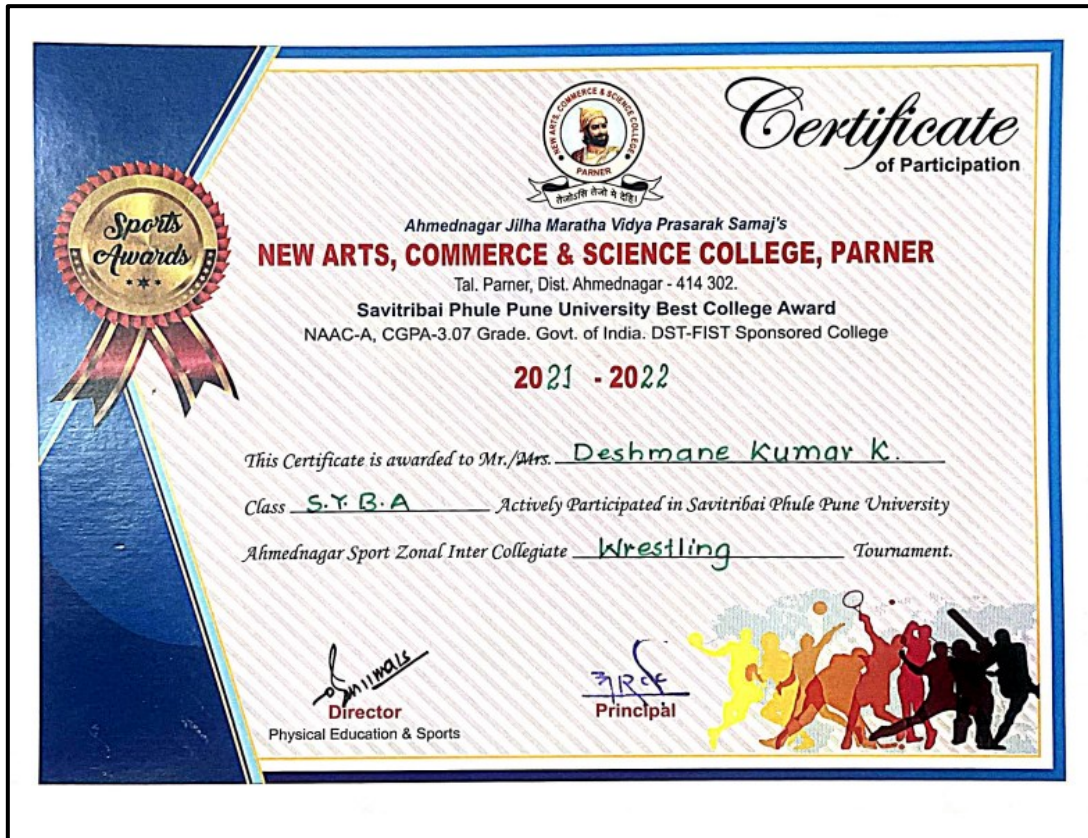 NEW ARTS, COMMERCE & SCIENCE COLLEGE
PARNER
तेजोऽसि तेजो मे देहि।
Certificate
of Participation
Sports
Awards
Ahmednagar Jilha Maratha Vidya Prasarak Samaj's
NEW ARTS, COMMERCE & SCIENCE COLLEGE, PARNER
Tal. Parner, Dist. Ahmednagar - 414 302.
Savitribai Phule Pune University Best College Award
NAAC-A, CGPA-3.07 Grade. Govt. of India. DST-FIST Sponsored College
2021 - 2022
This Certificate is awarded to Mr./Mrs. Deshmane Kumar K.
Class S.Y.B.A Actively Participated in Savitribai Phule Pune University
Ahmednagar Sport Zonal Inter Collegiate Wrestling Tournament.
Director
Physical Education & Sports
Principal